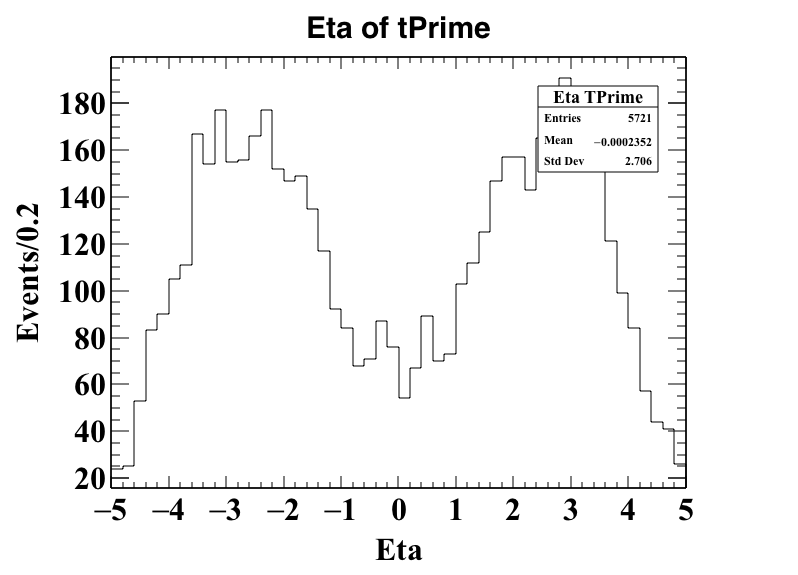 Eta of tPrime
Eta TPrime
Entries 5721
Mean −0.0002352
Std Dev 2.706
Events/0.2
180
160
140
120
100
80
60
40
20
−5 −4 −3 −2 −1 0 1 2 3 4 5
Eta